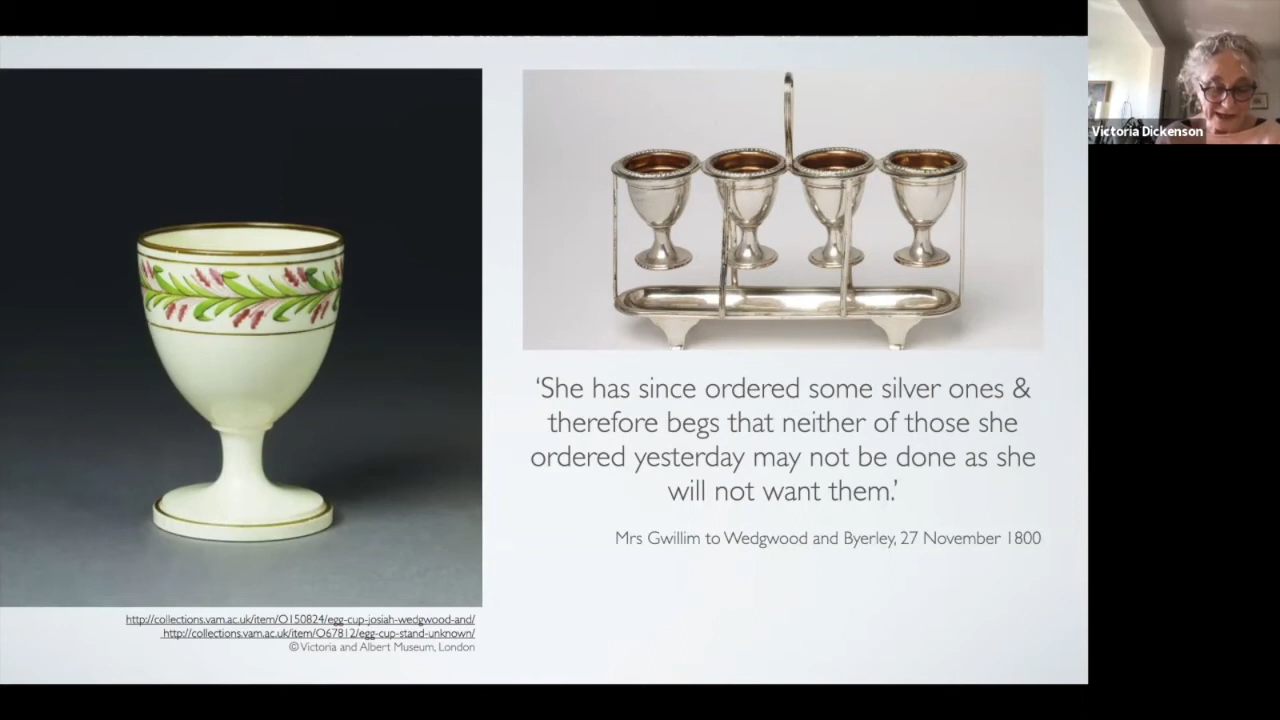 Victoria Dickenson
‘She has since ordered some silver ones &
therefore begs that neither of those she
ordered yesterday may not be done as she
will not want them.’
Mrs Gwillim to Wedgwood and Byerley, 27 November 1800
http://collections.vam.ac.uk/item/O150824/egg-cup-josiah-wedgwood-and/
http://collections.vam.ac.uk/item/O67812/egg-cup-stand-unknown/
© Victoria and Albert Museum, London